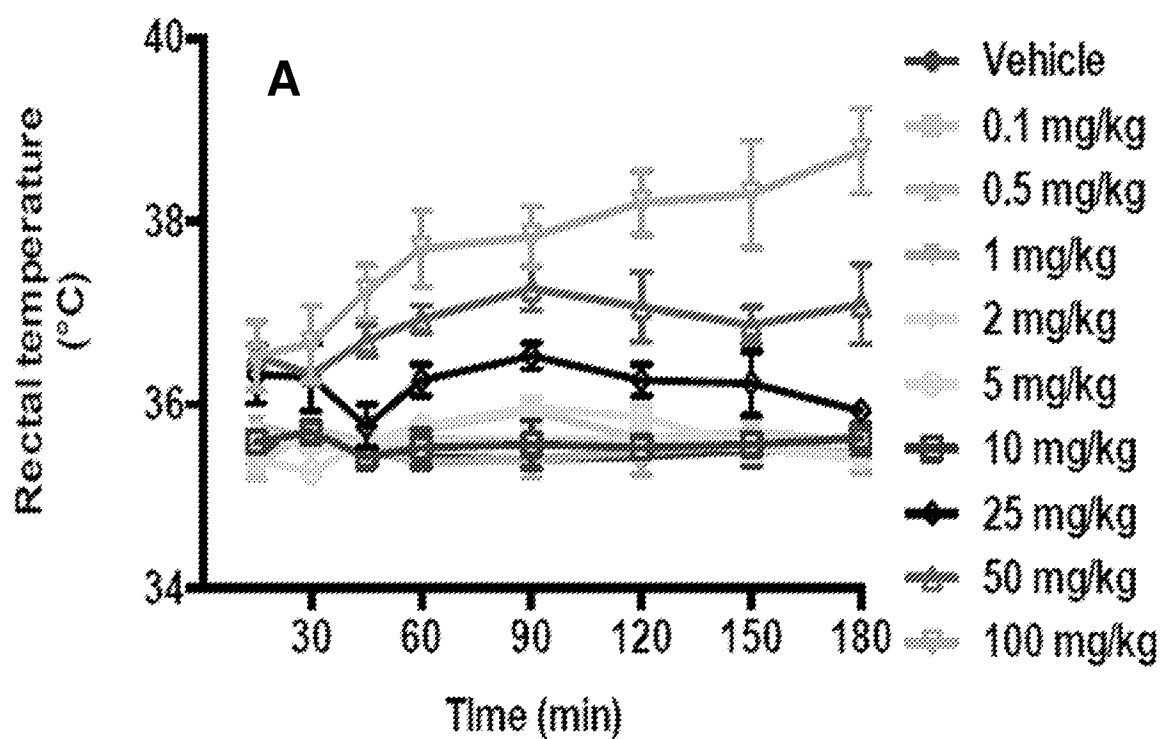 A
Rectal temperature
(°C)
40
38
36
34
30 60 90 120 150 180
Time (min)
Vehicle
0.1 mg/kg
0.5 mg/kg
1 mg/kg
2 mg/kg
5 mg/kg
10 mg/kg
25 mg/kg
50 mg/kg
100 mg/kg